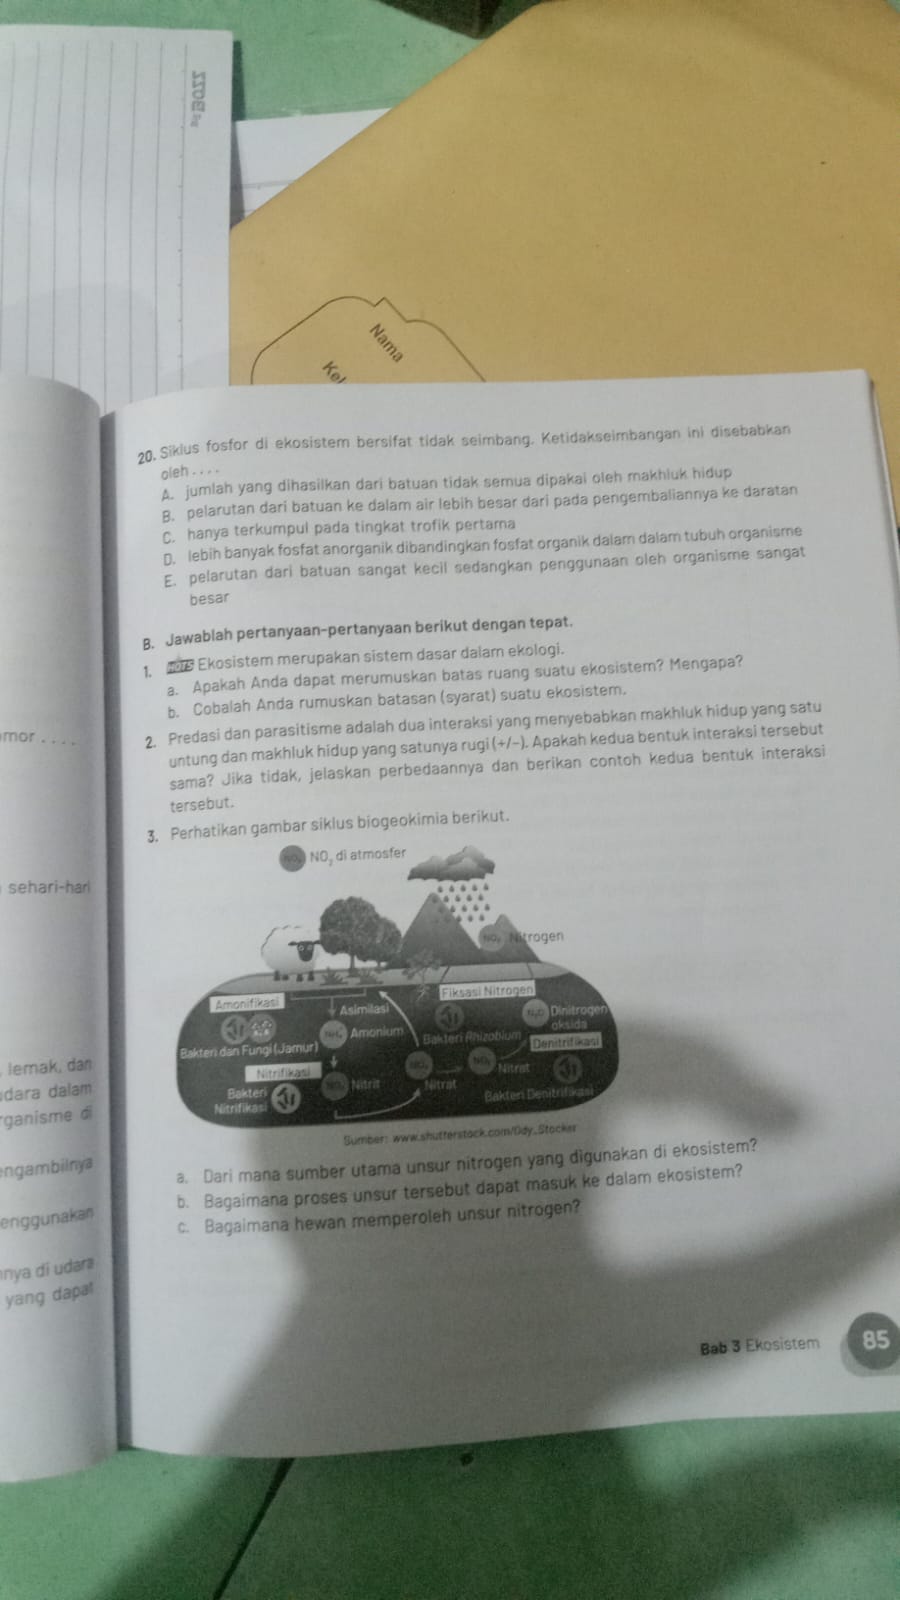 Nama
Kel
20. Siklus fosfor di ekosistem bersifat tidak seimbang. Ketidakseimbangan ini disebabkan
oleh . . . .
A. jumlah yang dihasilkan dari batuan tidak semua dipakai oleh makhluk hidup
B. pelarutan dari batuan ke dalam air lebih besar dari pada pengembaliannya ke daratan
C. hanya terkumpul pada tingkat trofik pertama
D. lebih banyak fosfat anorganik dibandingkan fosfat organik dalam dalam tubuh organisme
E. pelarutan dari batuan sangat kecil sedangkan penggunaan oleh organisme sangat
besar
B. Jawablah pertanyaan-pertanyaan berikut dengan tepat.
1. HOTS Ekosistem merupakan sistem dasar dalam ekologi.
a. Apakah Anda dapat merumuskan batas ruang suatu ekosistem? Mengapa?
b. Cobalah Anda rumuskan batasan (syarat) suatu ekosistem.
2. Predasi dan parasitisme adalah dua interaksi yang menyebabkan makhluk hidup yang satu
untung dan makhluk hidup yang satunya rugi (+/-). Apakah kedua bentuk interaksi tersebut
sama? Jika tidak, jelaskan perbedaannya dan berikan contoh kedua bentuk interaksi
tersebut.
3. Perhatikan gambar siklus biogeokimia berikut.
NO₂ di atmosfer
Nitrogen
Amonifikasi
Asimilasi
Fiksasi Nitrogen
N₂O Dinitrogen
oksida
Amonium
Bakteri Rhizobium
Denitrifikasi
Bakteri dan Fungi (Jamur)
Nitrifikasi
Nitrit
Nitrat
Nitrat
Bakteri
Nitrifikasi
Bakteri Denitrifikasi
Sumber: www.shutterstock.com/Ody_Stocker
a. Dari mana sumber utama unsur nitrogen yang digunakan di ekosistem?
b. Bagaimana proses unsur tersebut dapat masuk ke dalam ekosistem?
c. Bagaimana hewan memperoleh unsur nitrogen?
Bab 3 Ekosistem 85
omor . . . .
sehari-hari
lemak, dan
udara dalam
rganisme di
engambilnya
enggunakan
nnya di udara
yang dapat